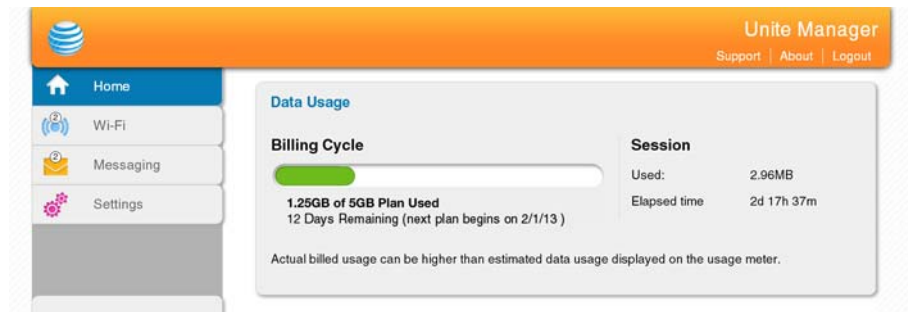 Unite Manager
Support | About | Logout
Home
2
Wi-Fi
2
Messaging
Settings
Data Usage
Billing Cycle
1.25GB of 5GB Plan Used
12 Days Remaining (next plan begins on 2/1/13 )
Session
Used: 2.96MB
Elapsed time 2d 17h 37m
Actual billed usage can be higher than estimated data usage displayed on the usage meter.